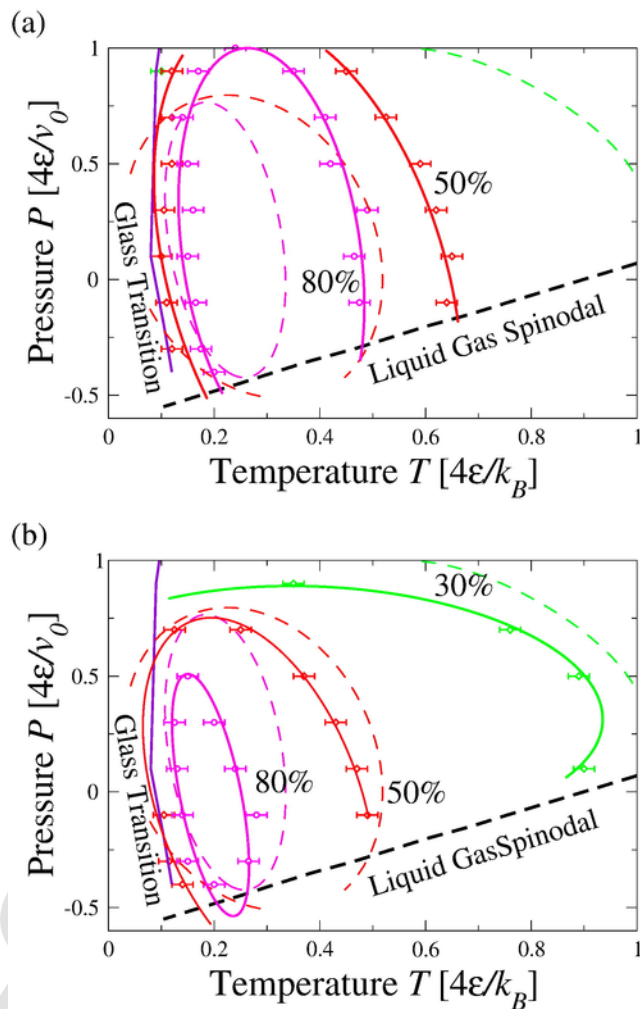 (a)
1
0.5
0
-0.5
Pressure P [4ε/v₀]
Glass Transition
50%
80%
Liquid Gas Spinodal
0 0.2 0.4 0.6 0.8 1
Temperature T [4ε/k_B]
(b)
1
0.5
0
-0.5
Pressure P [4ε/v₀]
Glass Transition
30%
80%
50%
Liquid GasSpinodal
0 0.2 0.4 0.6 0.8 1
Temperature T [4ε/k_B]